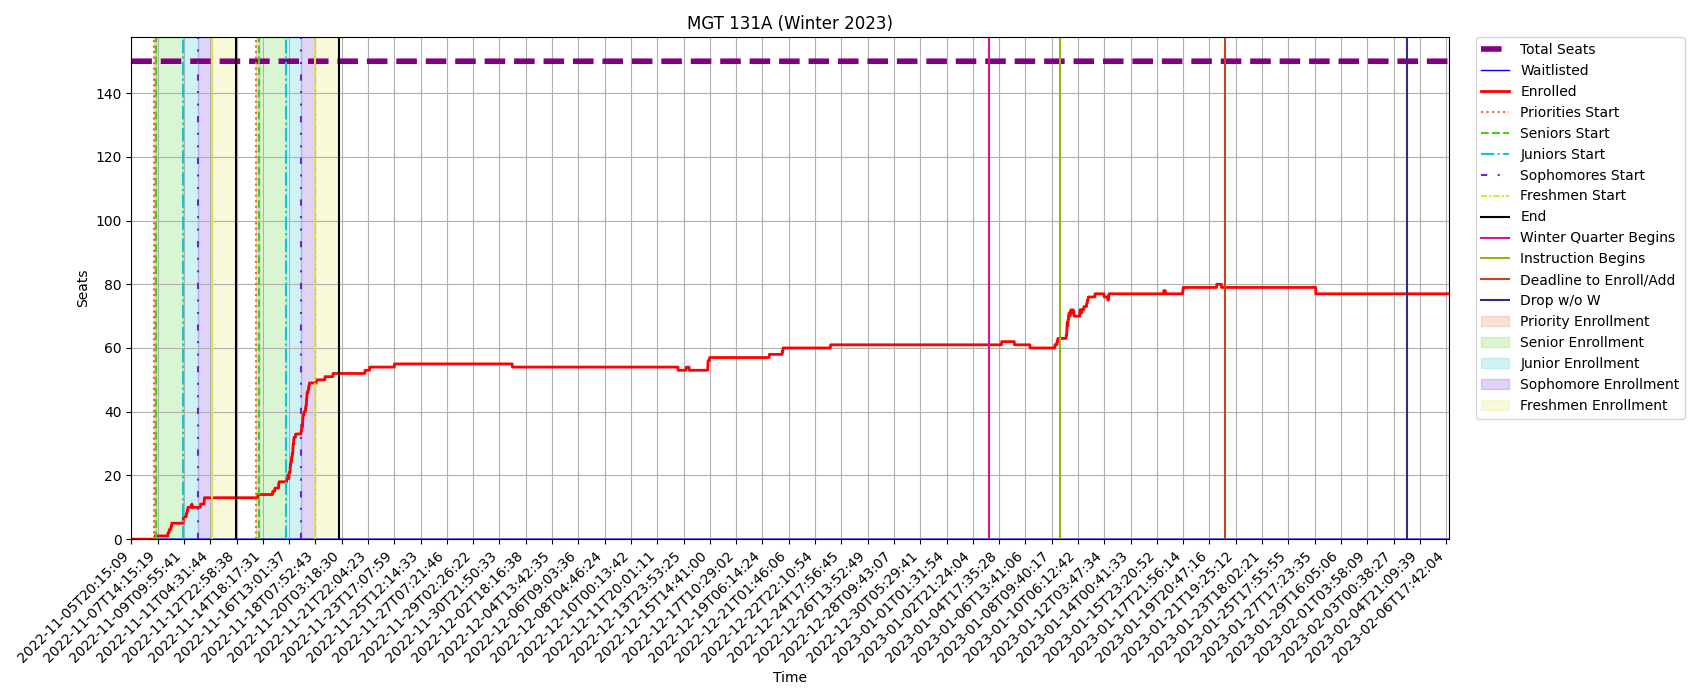 MGT 131A (Winter 2023)
Seats
140
120
100
80
60
40
20
0
2022-11-05T20:15:09
2022-11-07T14:15:19
2022-11-09T09:55:41
2022-11-11T04:31:44
2022-11-12T22:58:38
2022-11-14T18:17:31
2022-11-16T13:01:37
2022-11-18T07:52:43
2022-11-20T03:18:30
2022-11-21T22:04:23
2022-11-23T17:07:59
2022-11-25T12:14:33
2022-11-27T07:21:46
2022-11-29T02:26:22
2022-11-30T21:50:33
2022-12-02T18:16:38
2022-12-04T13:42:35
2022-12-06T09:03:36
2022-12-08T04:46:24
2022-12-10T00:13:42
2022-12-11T20:01:11
2022-12-13T23:53:25
2022-12-15T14:41:00
2022-12-17T10:29:02
2022-12-19T06:14:24
2022-12-21T01:46:06
2022-12-22T22:10:54
2022-12-24T17:56:45
2022-12-26T13:52:49
2022-12-28T09:43:07
2022-12-30T05:29:41
2023-01-01T01:31:54
2023-01-02T21:24:04
2023-01-04T17:35:28
2023-01-06T13:41:06
2023-01-08T09:40:17
2023-01-10T06:12:42
2023-01-12T03:47:34
2023-01-14T00:41:33
2023-01-15T23:20:52
2023-01-17T21:56:14
2023-01-19T20:47:16
2023-01-21T19:25:12
2023-01-23T18:02:21
2023-01-25T17:55:55
2023-01-27T17:23:35
2023-01-29T16:05:06
2023-02-01T03:58:09
2023-02-03T00:38:27
2023-02-04T21:09:39
2023-02-06T17:42:04
Time
Total Seats
Waitlisted
Enrolled
Priorities Start
Seniors Start
Juniors Start
Sophomores Start
Freshmen Start
End
Winter Quarter Begins
Instruction Begins
Deadline to Enroll/Add
Drop w/o W
Priority Enrollment
Senior Enrollment
Junior Enrollment
Sophomore Enrollment
Freshmen Enrollment